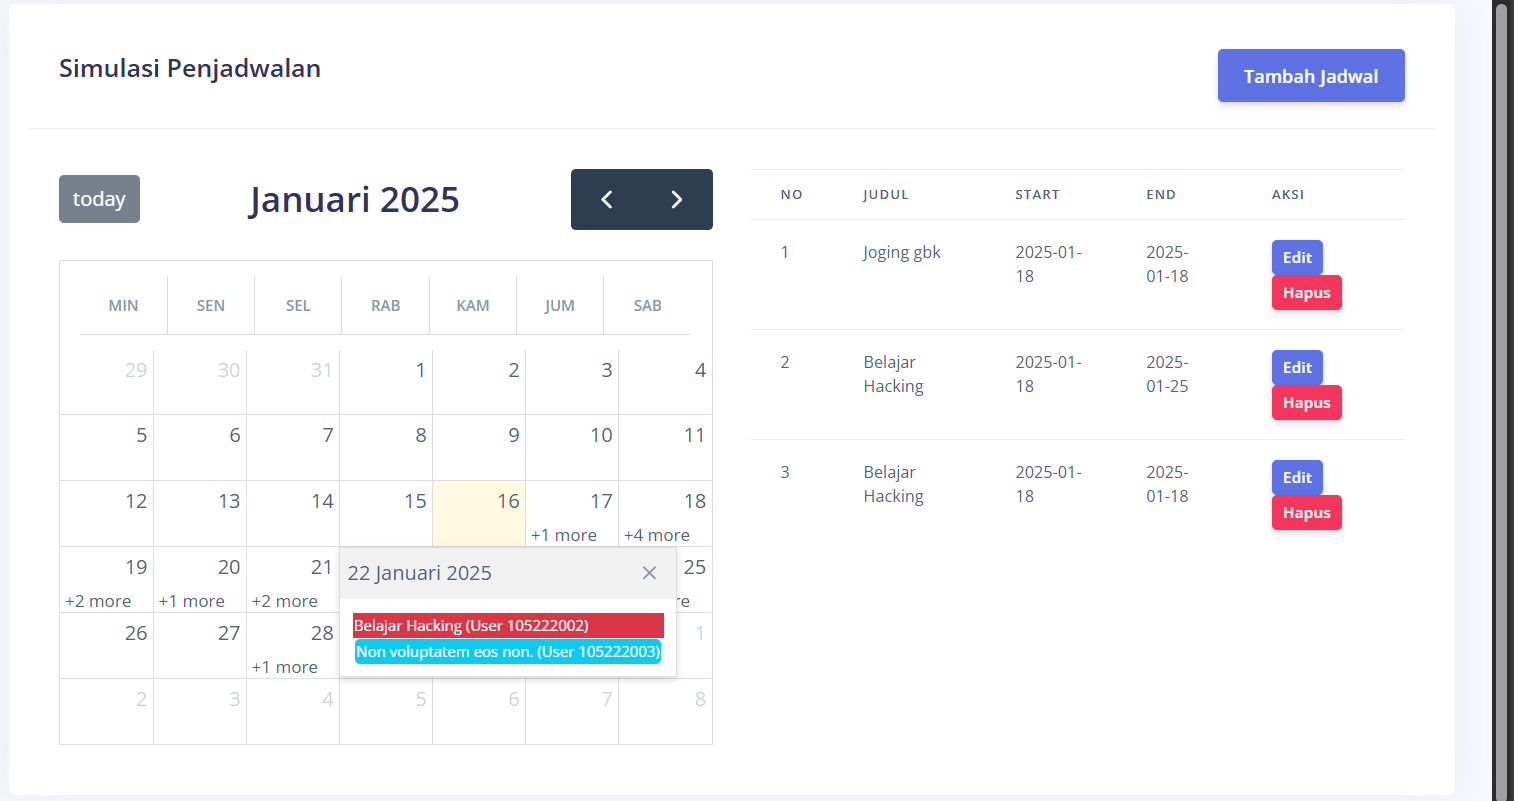 Simulasi Penjadwalan
Tambah Jadwal
today
Januari 2025
MIN SEN SEL RAB KAM JUM SAB
29 30 31 1 2 3 4
5 6 7 8 9 10 11
12 13 14 15 16 17 18
+1 more +4 more
19 20 21 25
+2 more +1 more +2 more re
22 Januari 2025
Belajar Hacking (User 105222002)
Non voluptatem eos non. (User 105222003)
26 27 28 1
+1 more
2 3 4 5 6 7 8
NO JUDUL START END AKSI
1 Joging gbk 2025-01- 2025- Edit
18 01-18 Hapus
2 Belajar 2025-01- 2025- Edit
Hacking 18 01-25 Hapus
3 Belajar 2025-01- 2025- Edit
Hacking 18 01-18 Hapus